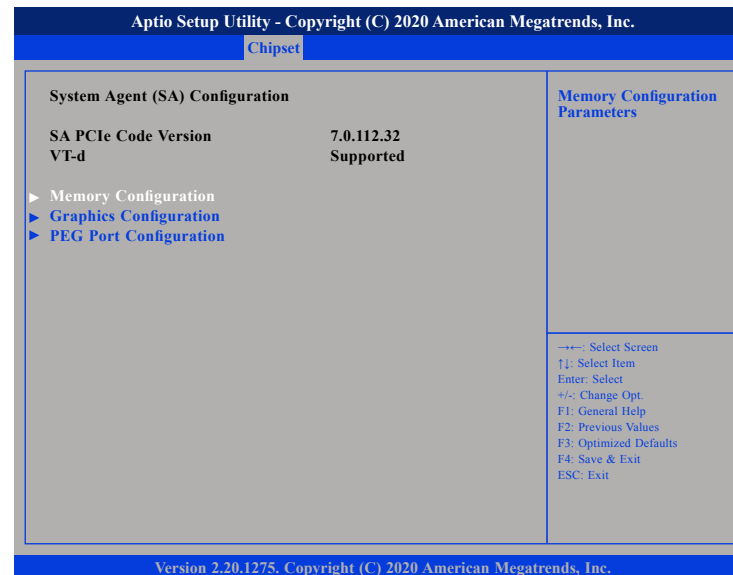 Aptio Setup Utility - Copyright (C) 2020 American Megatrends, Inc.
Chipset
System Agent (SA) Configuration
SA PCIe Code Version 7.0.112.32
VT-d Supported
► Memory Configuration
► Graphics Configuration
► PEG Port Configuration
Memory Configuration
Parameters
→←: Select Screen
↑↓: Select Item
Enter: Select
+/-: Change Opt.
F1: General Help
F2: Previous Values
F3: Optimized Defaults
F4: Save & Exit
ESC: Exit
Version 2.20.1275. Copyright (C) 2020 American Megatrends, Inc.